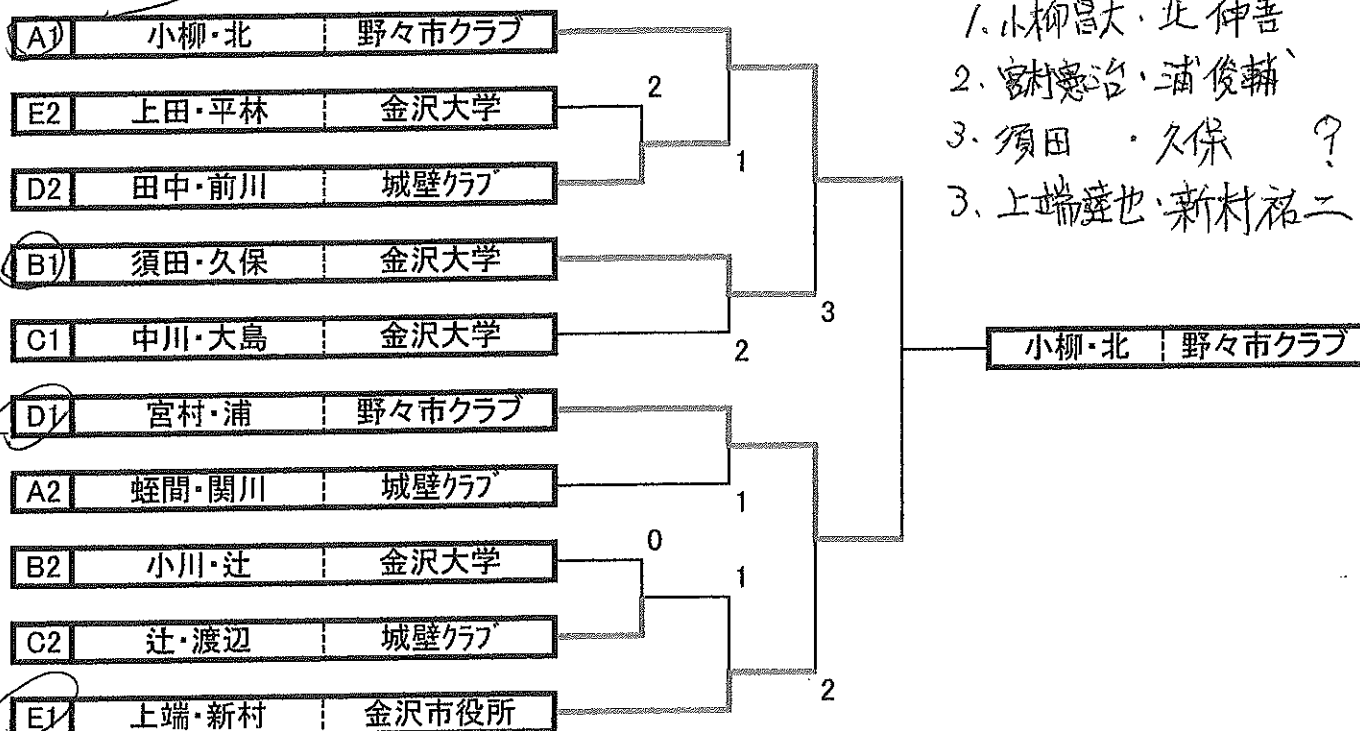 A1 小柳・北 野々市クラブ
E2 上田・平林 金沢大学
D2 田中・前川 城壁クラブ
B1 須田・久保 金沢大学
C1 中川・大島 金沢大学
D1 宮村・浦 野々市クラブ
A2 蛭間・関川 城壁クラブ
B2 小川・辻 金沢大学
C2 辻・渡辺 城壁クラブ
E1 上端・新村 金沢市役所
2
1
2
3
1
0
1
2
小柳・北 野々市クラブ
1. 小柳昌大・北 伸吾
2. 宮村憲治・浦 俊輔
3. 須田 ・久保 ?
3. 上端達也・新村祐二